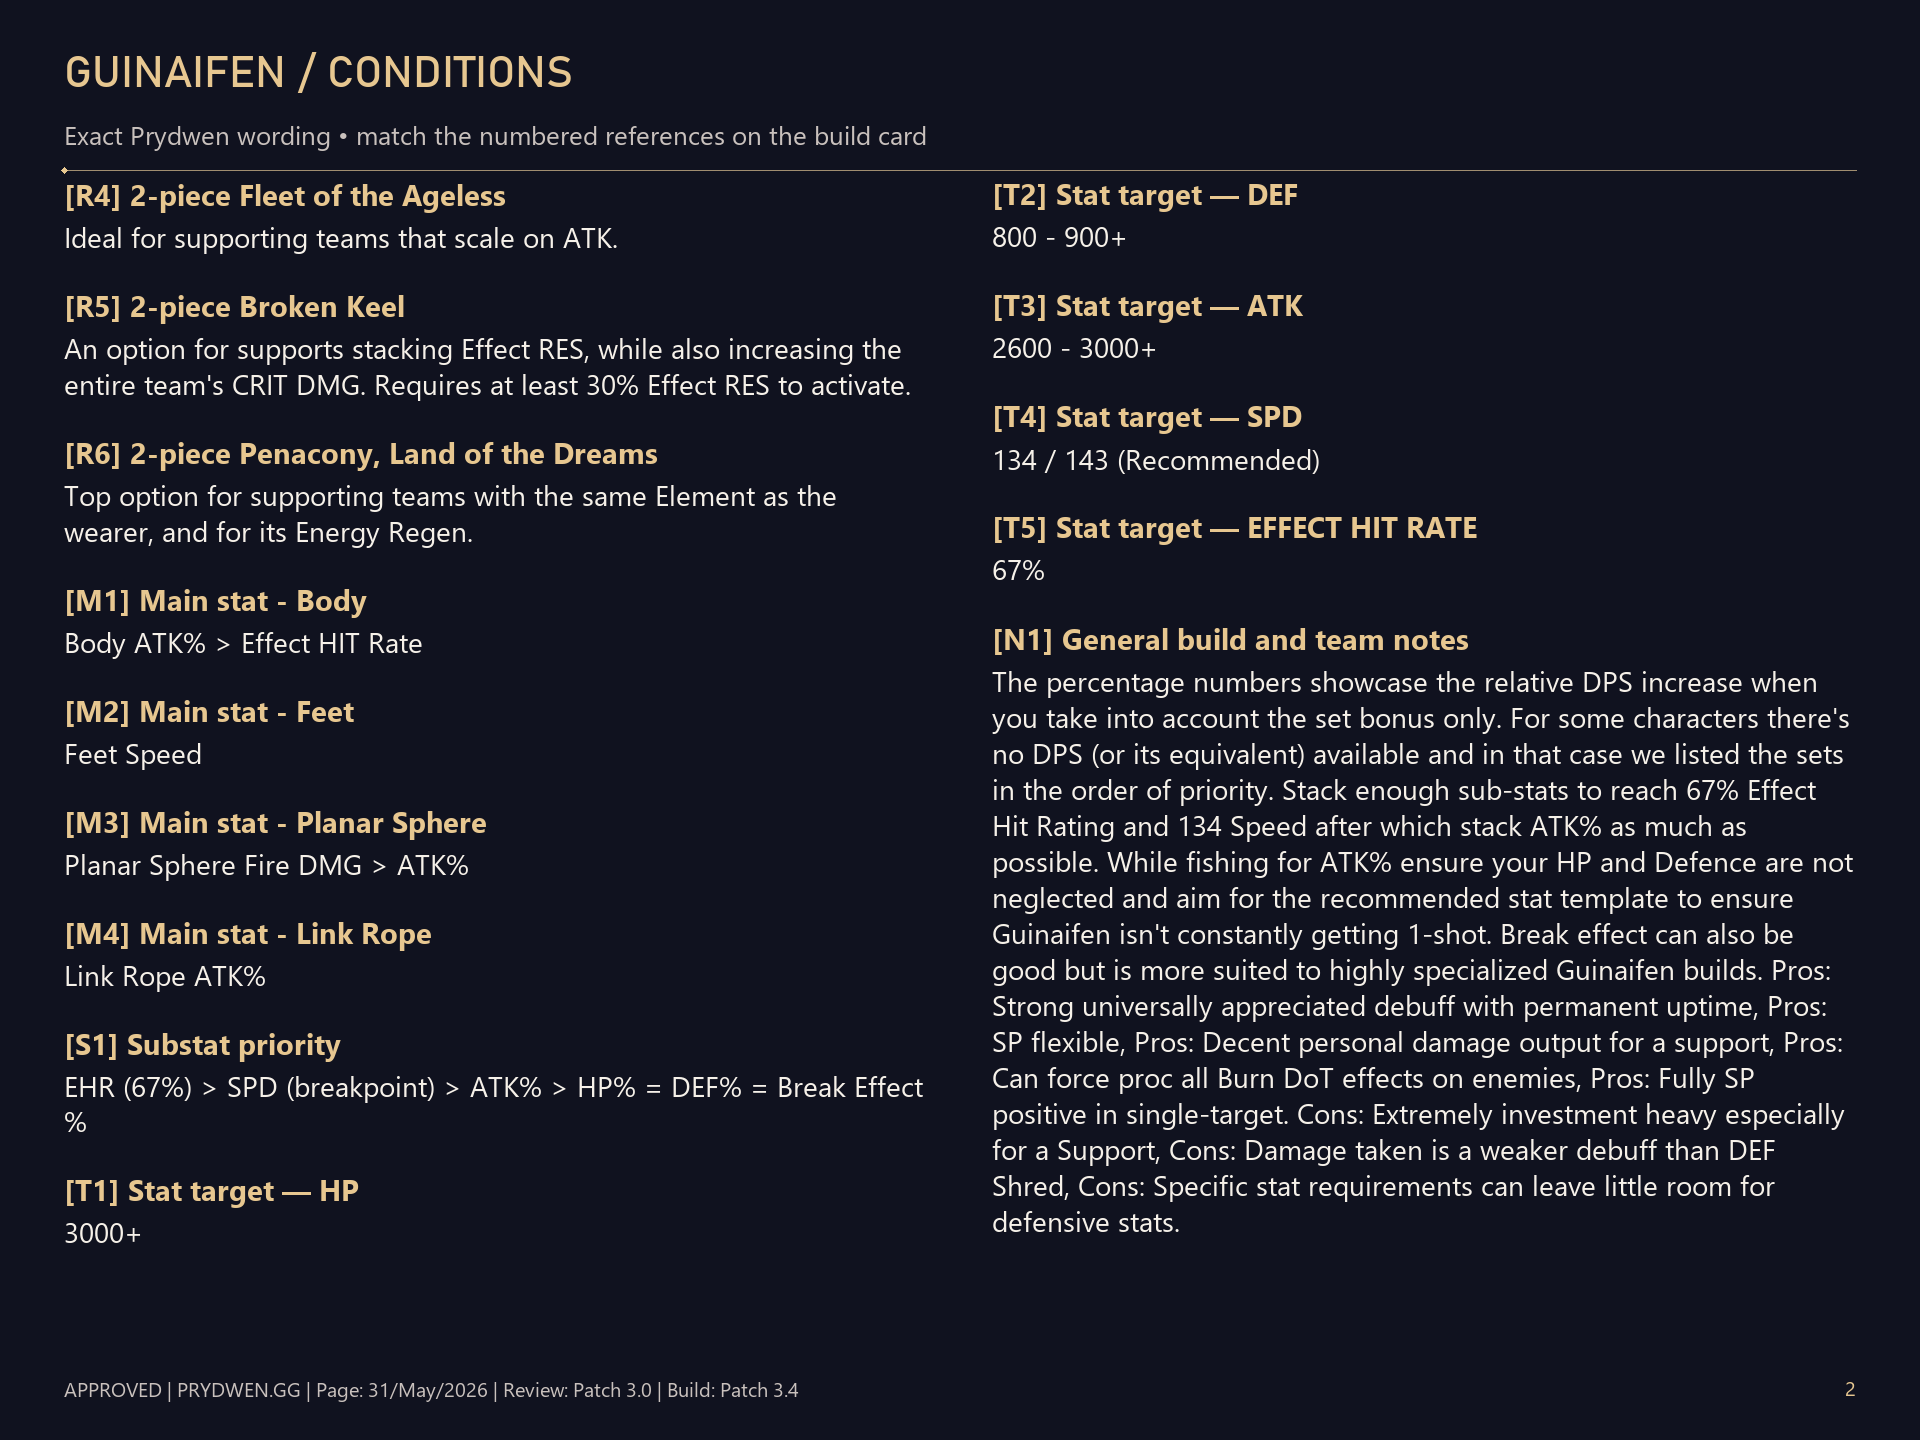 GUINAIFEN / CONDITIONS
Exact Prydwen wording • match the numbered references on the build card
[R4] 2-piece Fleet of the Ageless
Ideal for supporting teams that scale on ATK.
[R5] 2-piece Broken Keel
An option for supports stacking Effect RES, while also increasing the
entire team's CRIT DMG. Requires at least 30% Effect RES to activate.
[R6] 2-piece Penacony, Land of the Dreams
Top option for supporting teams with the same Element as the
wearer, and for its Energy Regen.
[M1] Main stat - Body
Body ATK% > Effect HIT Rate
[M2] Main stat - Feet
Feet Speed
[M3] Main stat - Planar Sphere
Planar Sphere Fire DMG > ATK%
[M4] Main stat - Link Rope
Link Rope ATK%
[S1] Substat priority
EHR (67%) > SPD (breakpoint) > ATK% > HP% = DEF% = Break Effect
%
[T1] Stat target — HP
3000+
[T2] Stat target — DEF
800 - 900+
[T3] Stat target — ATK
2600 - 3000+
[T4] Stat target — SPD
134 / 143 (Recommended)
[T5] Stat target — EFFECT HIT RATE
67%
[N1] General build and team notes
The percentage numbers showcase the relative DPS increase when
you take into account the set bonus only. For some characters there's
no DPS (or its equivalent) available and in that case we listed the sets
in the order of priority. Stack enough sub-stats to reach 67% Effect
Hit Rating and 134 Speed after which stack ATK% as much as
possible. While fishing for ATK% ensure your HP and Defence are not
neglected and aim for the recommended stat template to ensure
Guinaifen isn't constantly getting 1-shot. Break effect can also be
good but is more suited to highly specialized Guinaifen builds. Pros:
Strong universally appreciated debuff with permanent uptime, Pros:
SP flexible, Pros: Decent personal damage output for a support, Pros:
Can force proc all Burn DoT effects on enemies, Pros: Fully SP
positive in single-target. Cons: Extremely investment heavy especially
for a Support, Cons: Damage taken is a weaker debuff than DEF
Shred, Cons: Specific stat requirements can leave little room for
defensive stats.
APPROVED | PRYDWEN.GG | Page: 31/May/2026 | Review: Patch 3.0 | Build: Patch 3.4
2